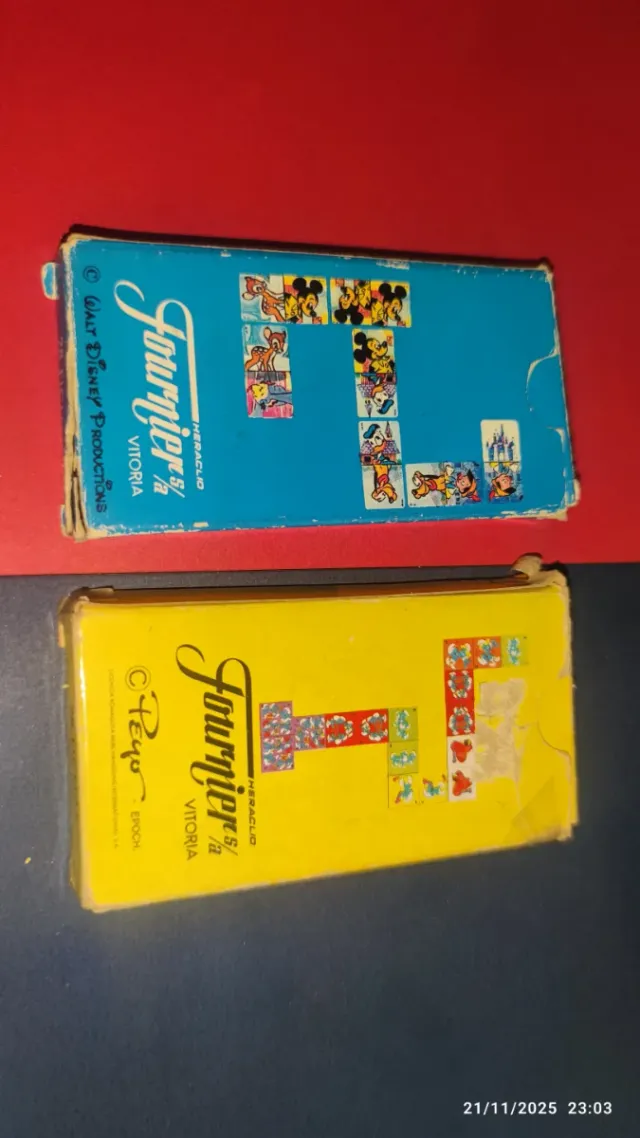 HERACLIO
Fournier s/a
VITORIA
© WALT DISNEY PRODUCTIONS
HERACLIO
Fournier s/a
VITORIA
© Peyo - EPOCH.
21/11/2025 23:03